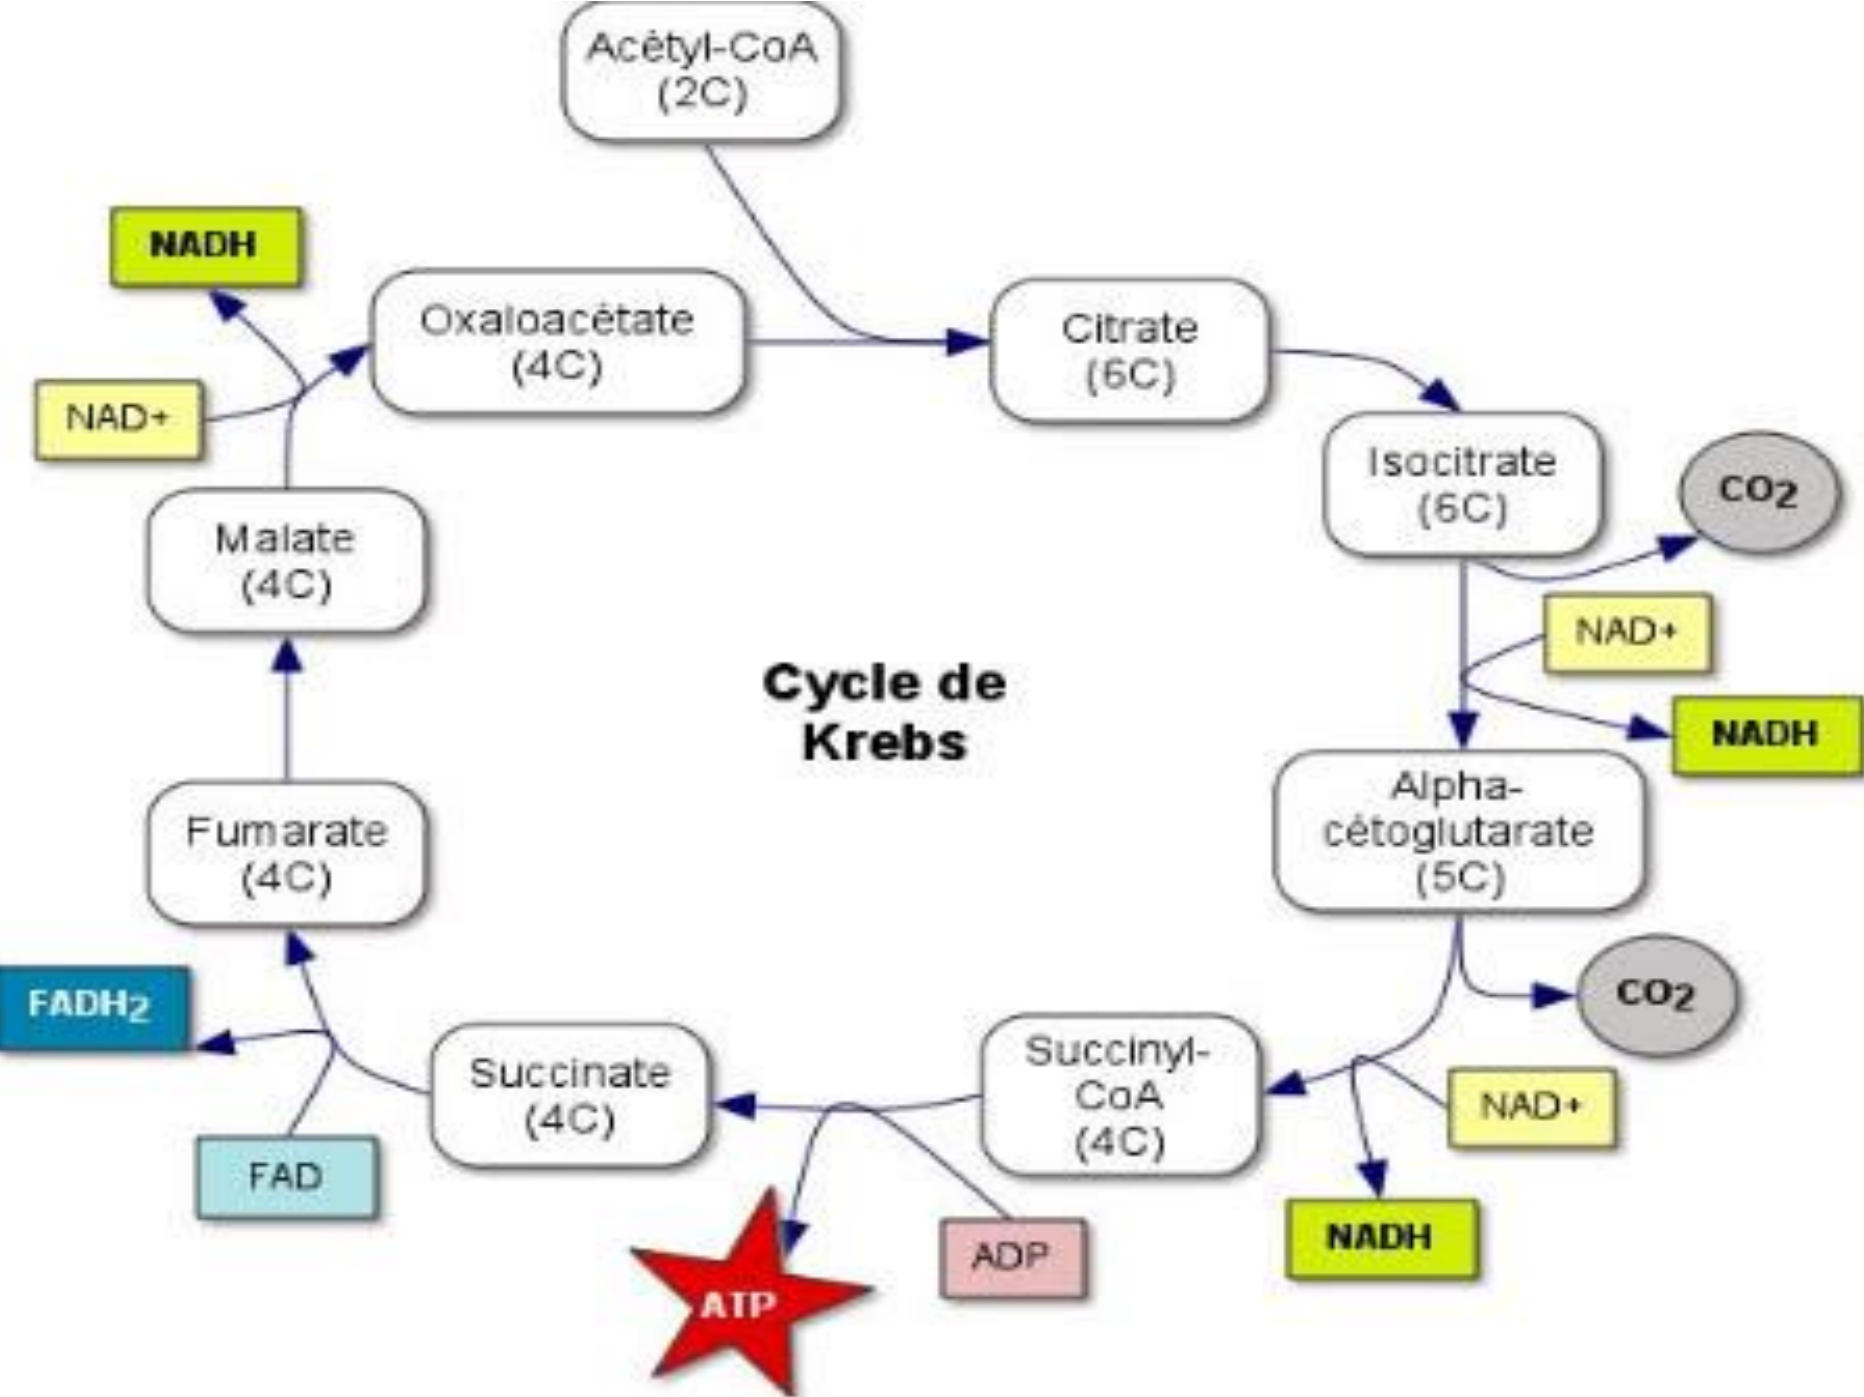 Acétyl-CoA
(2C)
NADH
Oxaloacétate
(4C)
Citrate
(6C)
NAD+
Isocitrate
(6C)
CO2
Malate
(4C)
NAD+
Cycle de
Krebs
NADH
Alpha-
cétoglutarate
(5C)
Fumarate
(4C)
FADH2
CO2
Succinate
(4C)
Succinyl-
CoA
(4C)
NAD+
FAD
ADP
NADH
ATP